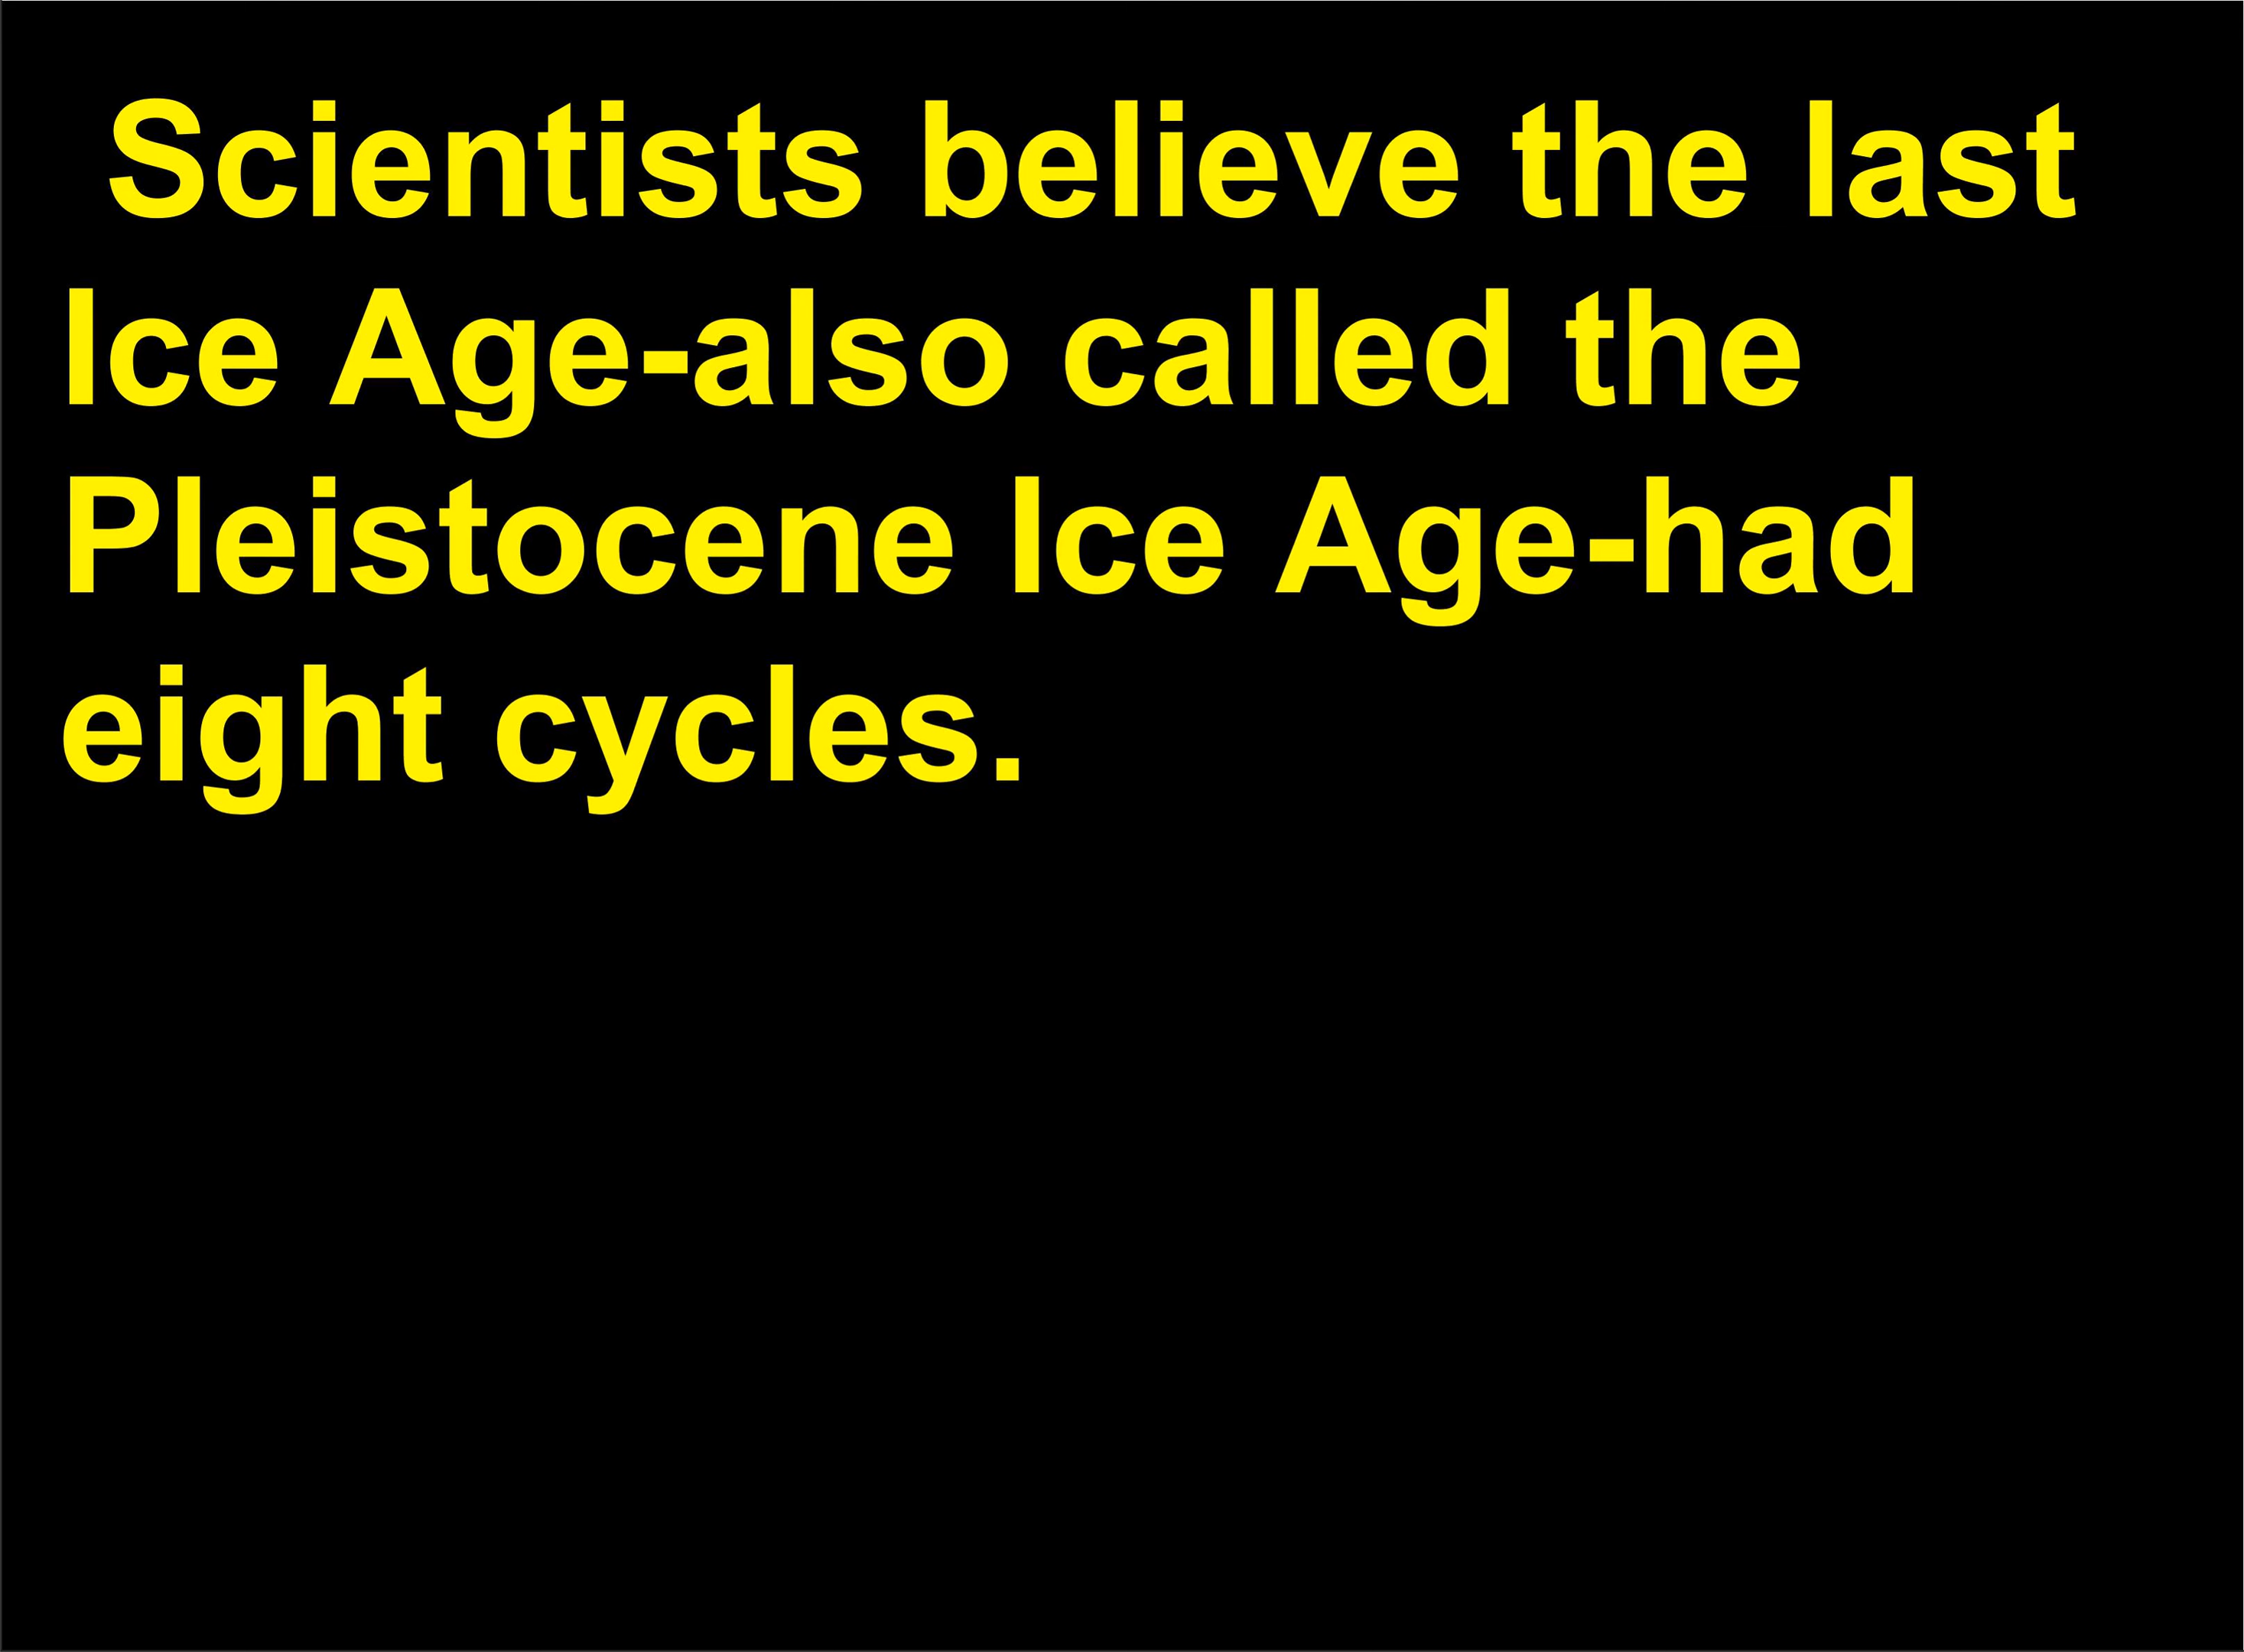 Scientists believe the last
Ice Age-also called the
Pleistocene Ice Age-had
eight cycles.